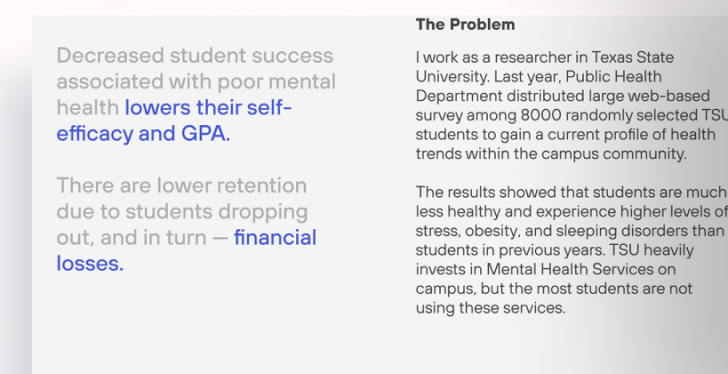 Decreased student success
associated with poor mental
health lowers their self-
efficacy and GPA.
There are lower retention
due to students dropping
out, and in turn — financial
losses.
The Problem
I work as a researcher in Texas State
University. Last year, Public Health
Department distributed large web-based
survey among 8000 randomly selected TSU
students to gain a current profile of health
trends within the campus community.
The results showed that students are much
less healthy and experience higher levels of
stress, obesity, and sleeping disorders than
students in previous years. TSU heavily
invests in Mental Health Services on
campus, but the most students are not
using these services.